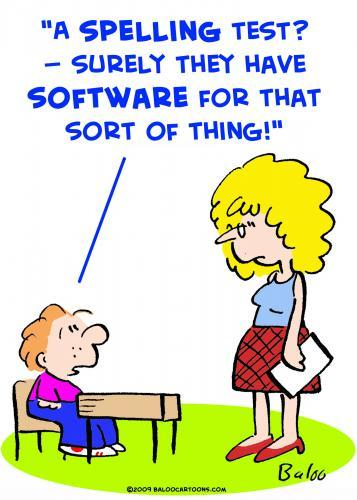 "A SPELLING TEST?
– SURELY THEY HAVE
SOFTWARE FOR THAT
SORT OF THING!"
Baloo
©2009 BALOOCARTOONS.COM